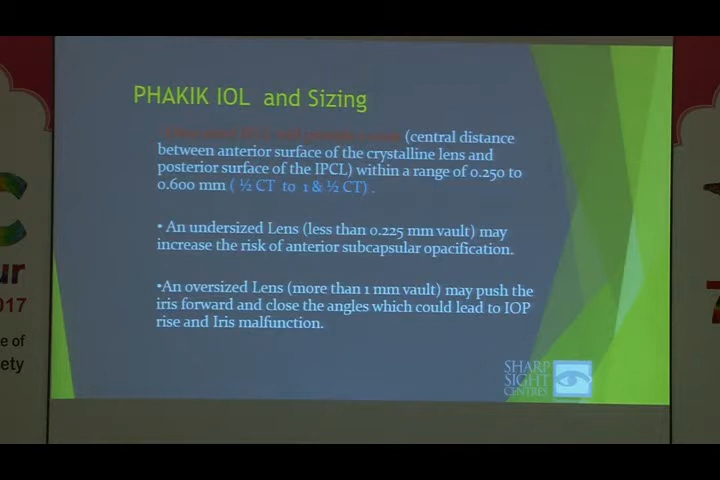 PHAKIK IOL and Sizing
(central distance
between anterior surface of the crystalline lens and
posterior surface of the IPCL) within a range of 0.250 to
0.600 mm ( ½ CT to 1 & ½ CT) .
• An undersized Lens (less than 0.225 mm vault) may
increase the risk of anterior subcapsular opacification.
•An oversized Lens (more than 1 mm vault) may push the
iris forward and close the angles which could lead to IOP
rise and Iris malfunction.
SHARP
SIGHT
CENTRES
C
ur
2017
e of
ety
7